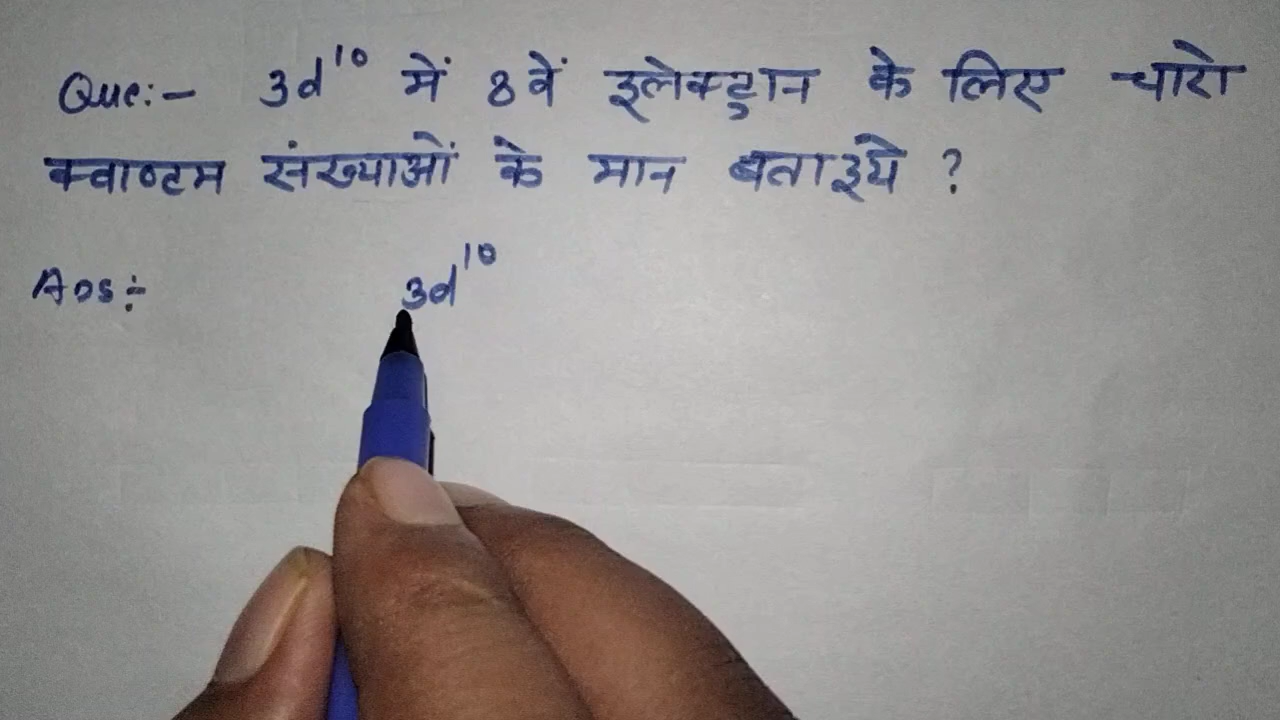 Que:- 3d¹⁰ में 8वें इलेक्ट्रान के लिए चारो
क्वाण्टम संख्याओं के मान बताइये ?
Ans:- 3d¹⁰